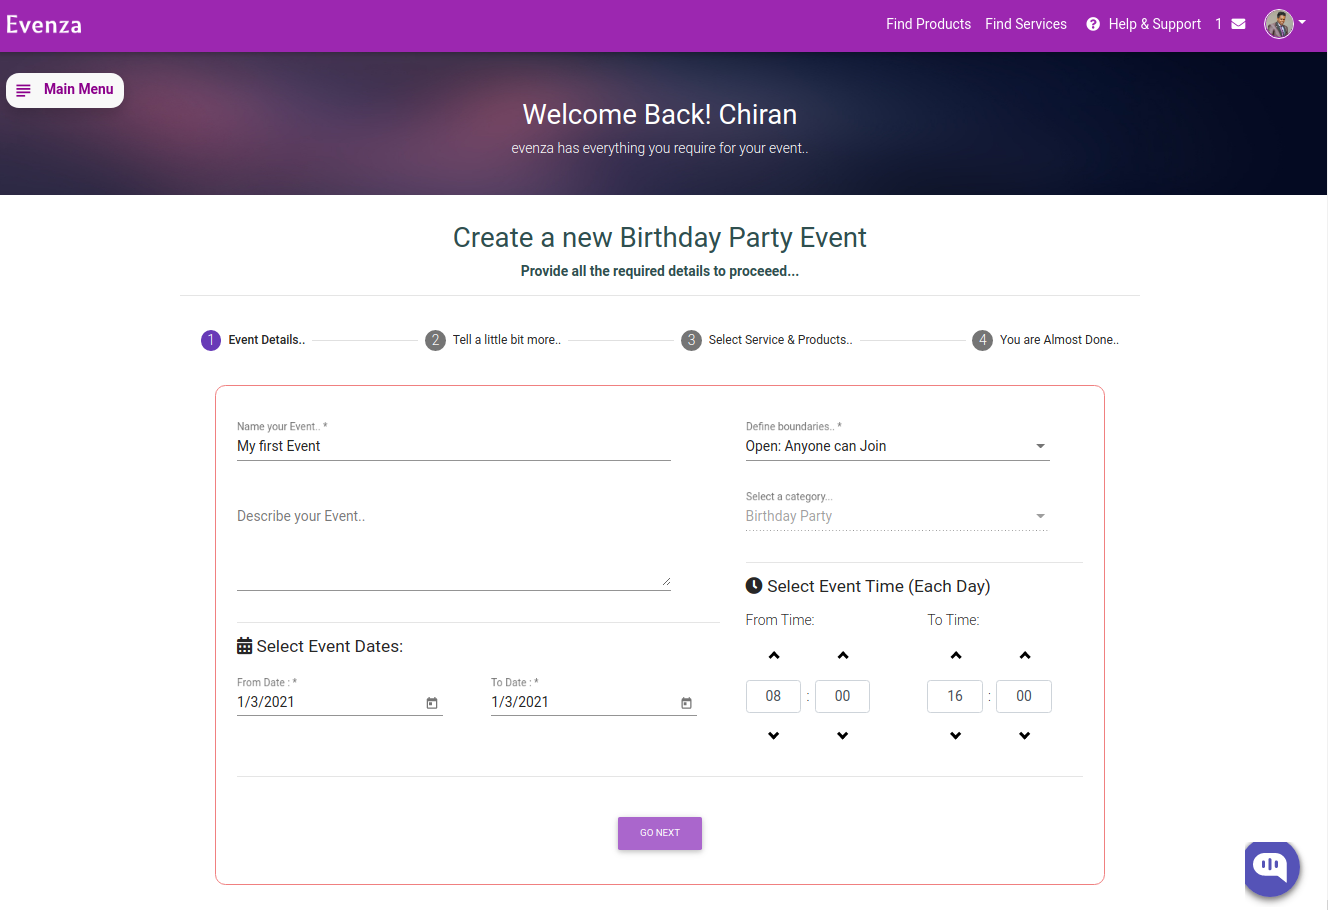 Evenza
Find Products Find Services Help & Support 1
Main Menu
Welcome Back! Chiran
evenza has everything you require for your event..
Create a new Birthday Party Event
Provide all the required details to proceeed...
1 Event Details.. 2 Tell a little bit more.. 3 Select Service & Products.. 4 You are Almost Done..
Name your Event.. *
My first Event
Define boundaries.. *
Open: Anyone can Join
Describe your Event..
Select a category...
Birthday Party
Select Event Dates:
From Date : * To Date : *
1/3/2021 1/3/2021
Select Event Time (Each Day)
From Time: To Time:
08 : 00 16 : 00
GO NEXT